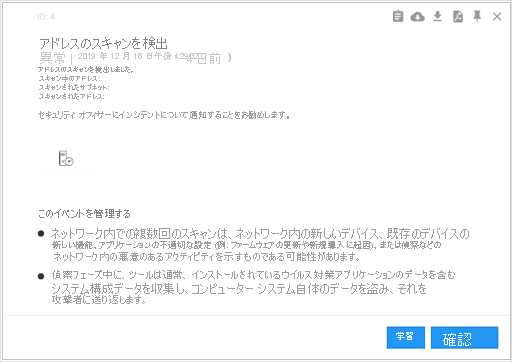 ID: 4
アドレスのスキャンを検出
異常 | 2019 年 12 月 18 日午後 4日前 )
アドレスのスキャンを検出しました。
スキャン中のアドレス:
スキャンされたサブネット:
スキャンされたアドレス:
セキュリティ オフィサーにインシデントについて通知することをお勧めします。
このイベントを管理する
● ネットワーク内での複数回のスキャンは、ネットワーク内の新しいデバイス、既存のデバイスの
新しい機能、アプリケーションの不適切な設定 (例: ファームウェアの更新や新規導入に起因)、または偵察などの
ネットワーク内の悪意のあるアクティビティを示すものである可能性があります。
● 偵察フェーズ中に、ツールは通常、インストールされているウイルス対策アプリケーションのデータを含む
システム構成データを収集し、コンピューター システム自体のデータを盗み、それを
攻撃者に送り返します。
学習
確認